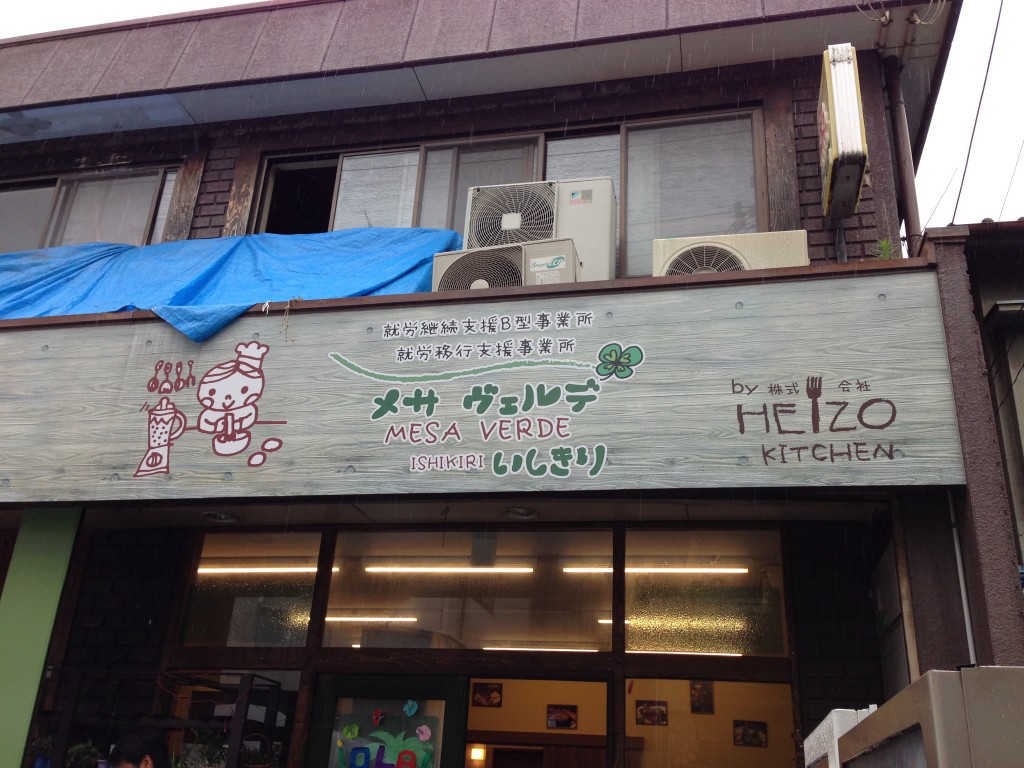 就労継続支援B型事業所
就労移行支援事業所
メサ ヴェルデ
MESA VERDE
ISHIKIRI いしきり
by 株式会社
HEIZO
KITCHEN
OLA